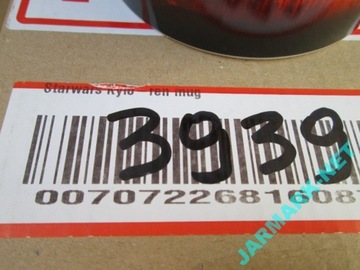 Starwars Kylo ren mug
3939
0070722681608
JARMARK.NET